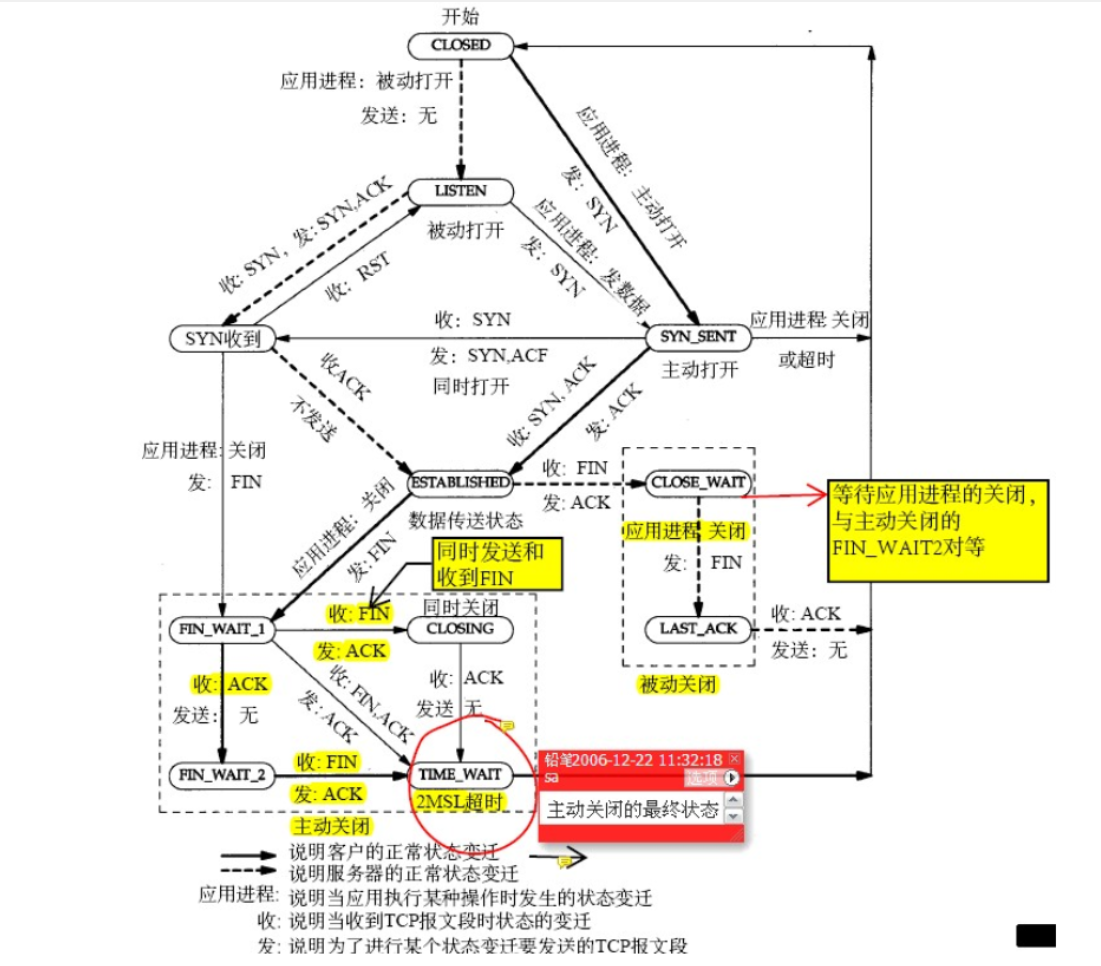 开始
CLOSED
应用进程：被动打开
发送：无
应用进程：主动打开
发：SYN
LISTEN
被动打开
收: SYN，发: SYN,ACK
收：RST
应用进程：发数据
发：SYN
SYN收到
收：SYN
发：SYN,ACF
同时打开
SYN_SENT
主动打开
应用进程 关闭
或超时
收ACK
不发送
收: SYN, ACK
发: ACK
应用进程: 关闭
发: FIN
ESTABLISHED
数据传送状态
收: FIN
发: ACK
CLOSE_WAIT
等待应用进程的关闭，
与主动关闭的
FIN_WAIT2对等
应用进程：关闭
发: FIN
应用进程 关闭
发: FIN
同时发送和
收到FIN
FIN_WAIT_1
收: FIN
发: ACK
同时关闭
CLOSING
LAST_ACK
收: ACK
发送：无
被动关闭
收: ACK
发送： 无
收: FIN,ACK
发: ACK
收: ACK
发送 无
FIN_WAIT_2
收: FIN
发: ACK
TIME_WAIT
2MSL超时
铅笔2006-12-22 11:32:18
sa
选项
主动关闭的最终状态
主动关闭
说明客户的正常状态变迁
说明服务器的正常状态变迁
应用进程: 说明当应用执行某种操作时发生的状态变迁
收: 说明当收到TCP报文段时状态的变迁
发: 说明为了进行某个状态变迁要发送的TCP报文段